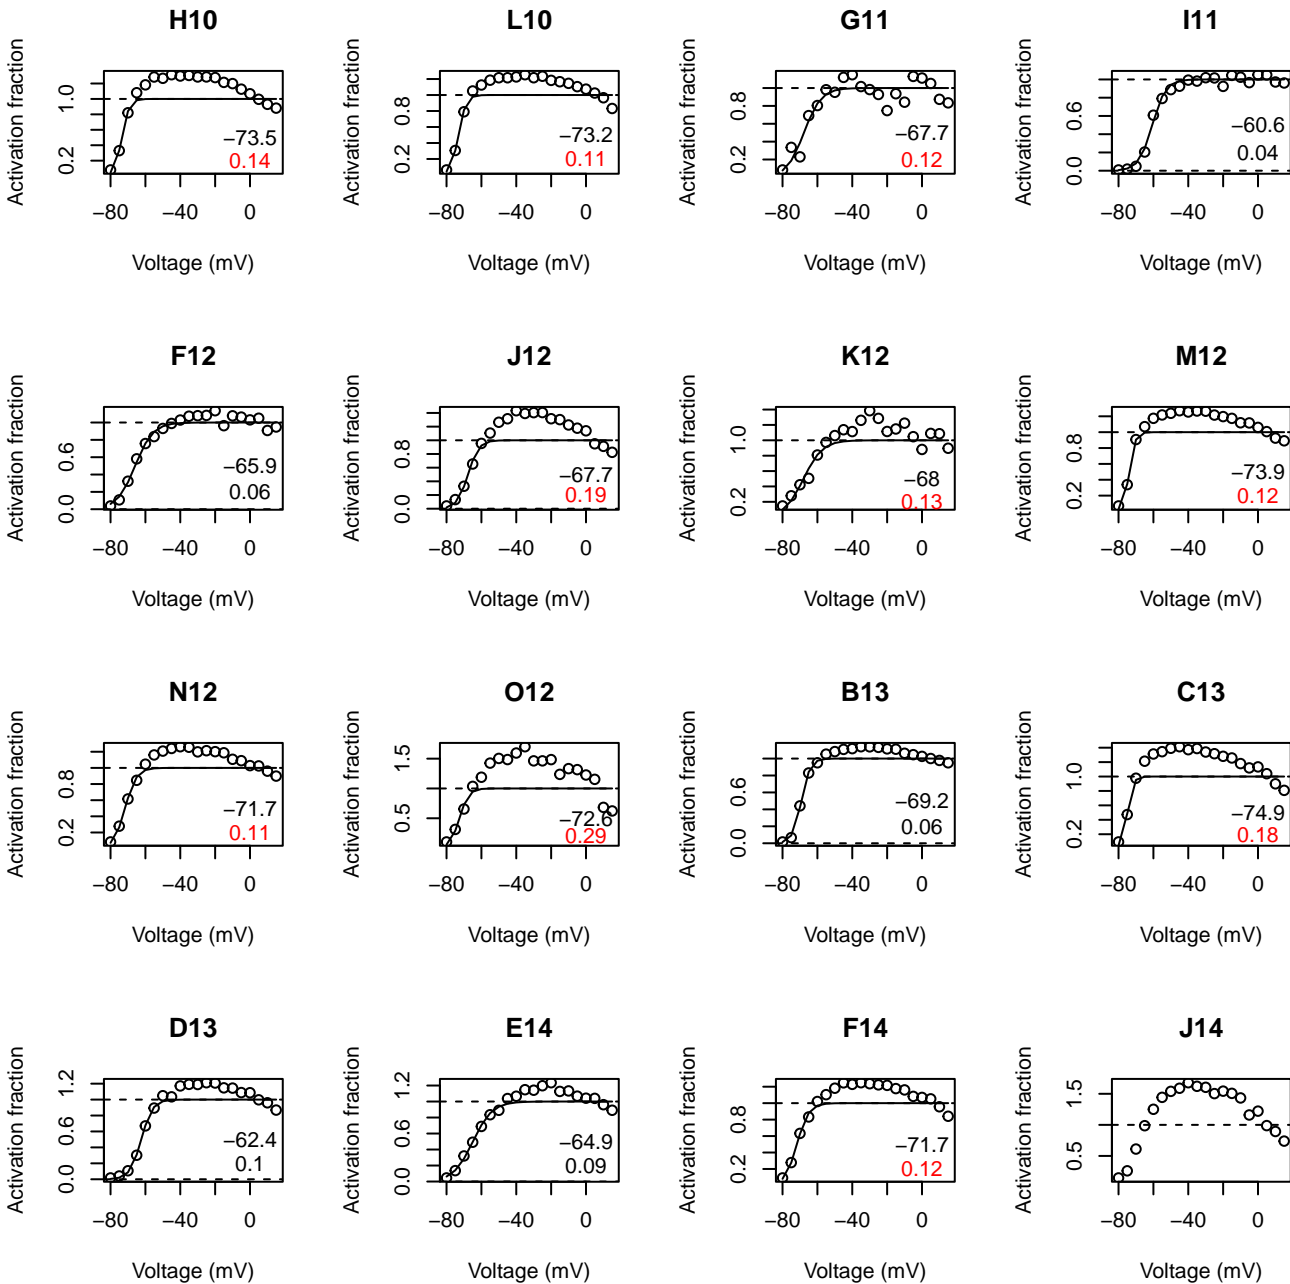 H10
Activation fraction
1.0
0.2
−73.5
0.14
−80 −40 0
Voltage (mV)
L10
Activation fraction
0.8
0.2
−73.2
0.11
−80 −40 0
Voltage (mV)
G11
Activation fraction
0.8
0.2
−67.7
0.12
−80 −40 0
Voltage (mV)
I11
Activation fraction
0.6
0.0
−60.6
0.04
−80 −40 0
Voltage (mV)
F12
Activation fraction
0.6
0.0
−65.9
0.06
−80 −40 0
Voltage (mV)
J12
Activation fraction
0.8
0.0
−67.7
0.19
−80 −40 0
Voltage (mV)
K12
Activation fraction
1.0
0.2
−68
0.13
−80 −40 0
Voltage (mV)
M12
Activation fraction
0.8
0.2
−73.9
0.12
−80 −40 0
Voltage (mV)
N12
Activation fraction
0.8
0.2
−71.7
0.11
−80 −40 0
Voltage (mV)
O12
Activation fraction
1.5
0.5
−72.6
0.29
−80 −40 0
Voltage (mV)
B13
Activation fraction
0.6
0.0
−69.2
0.06
−80 −40 0
Voltage (mV)
C13
Activation fraction
1.0
0.2
−74.9
0.18
−80 −40 0
Voltage (mV)
D13
Activation fraction
1.2
0.6
0.0
−62.4
0.1
−80 −40 0
Voltage (mV)
E14
Activation fraction
1.2
0.6
0.0
−64.9
0.09
−80 −40 0
Voltage (mV)
F14
Activation fraction
0.8
0.2
−71.7
0.12
−80 −40 0
Voltage (mV)
J14
Activation fraction
1.5
0.5
−80 −40 0
Voltage (mV)